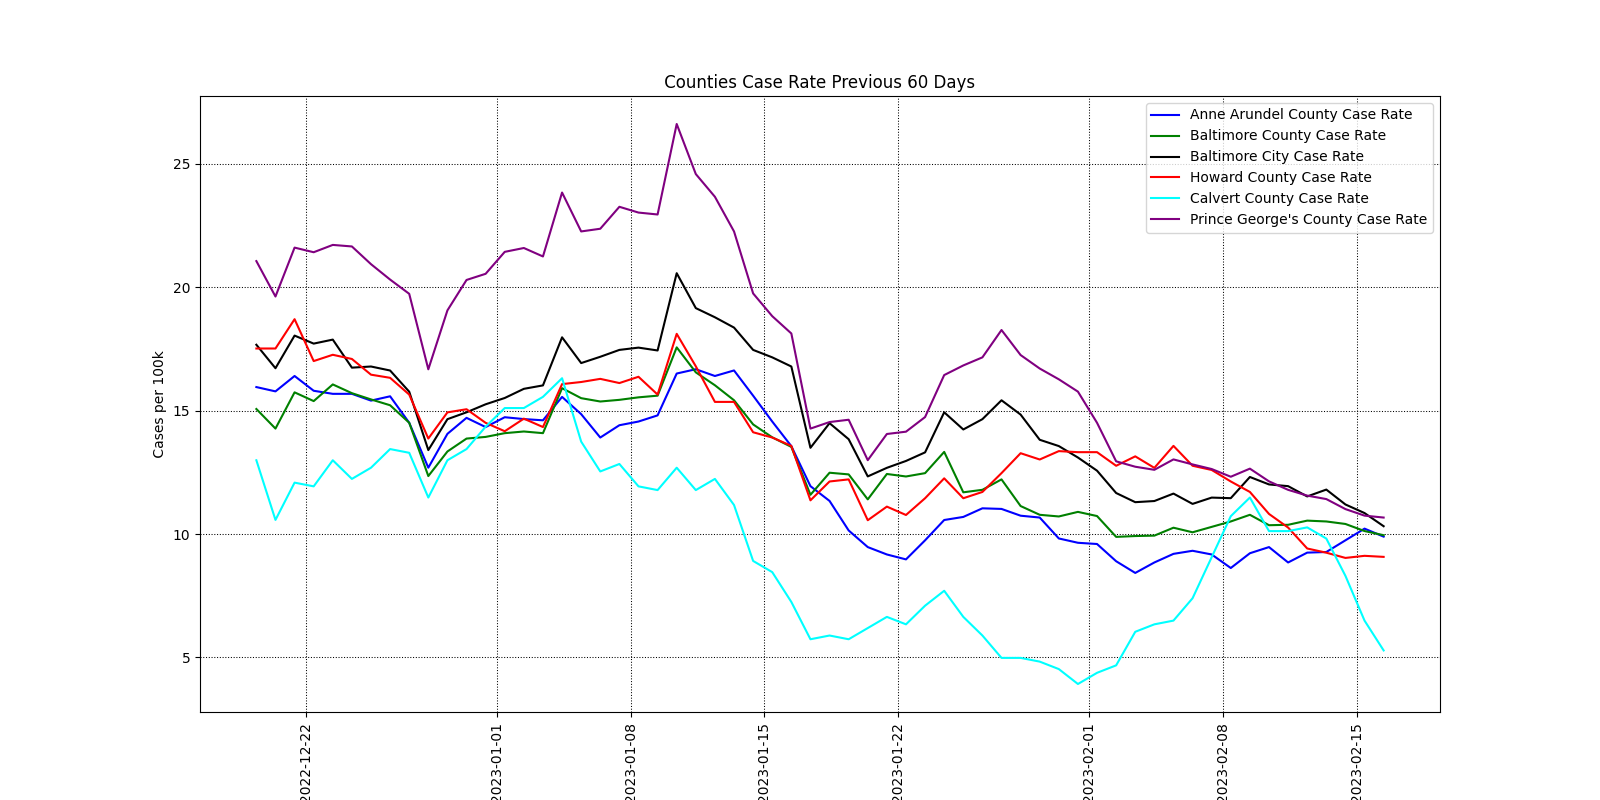 Counties Case Rate Previous 60 Days
Anne Arundel County Case Rate
Baltimore County Case Rate
Baltimore City Case Rate
Howard County Case Rate
Calvert County Case Rate
Prince George's County Case Rate
Cases per 100k
25
20
15
10
5
2022-12-22
2023-01-01
2023-01-08
2023-01-15
2023-01-22
2023-02-01
2023-02-08
2023-02-15